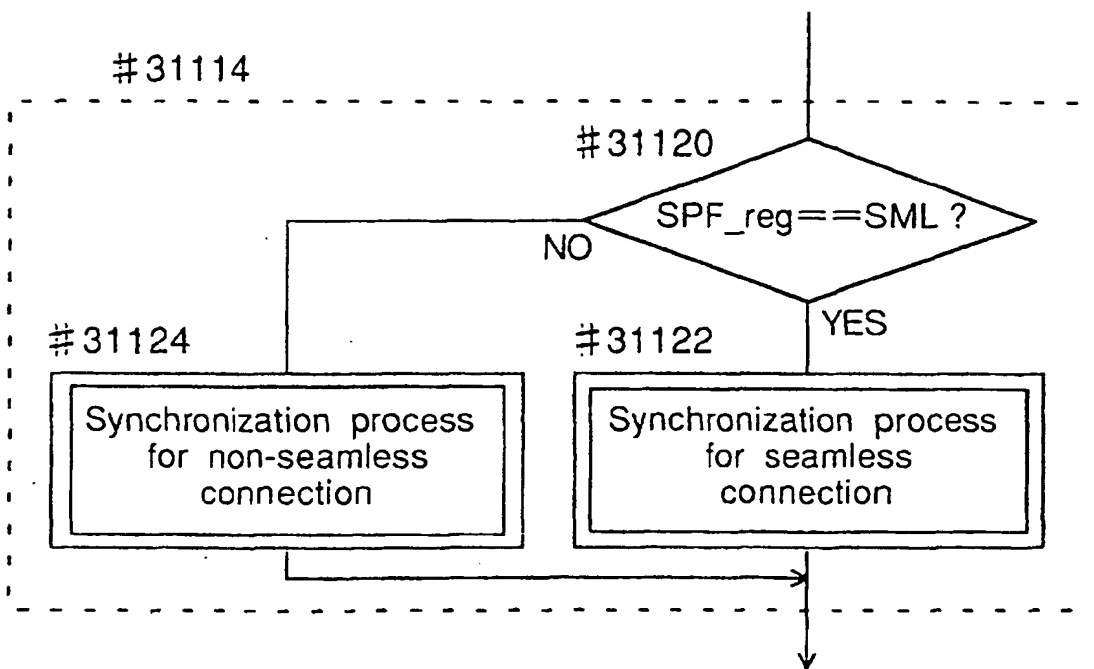 #31114
#31120
SPF_reg==SML ?
NO
YES
#31124
#31122
Synchronization process
for non-seamless
connection
Synchronization process
for seamless
connection